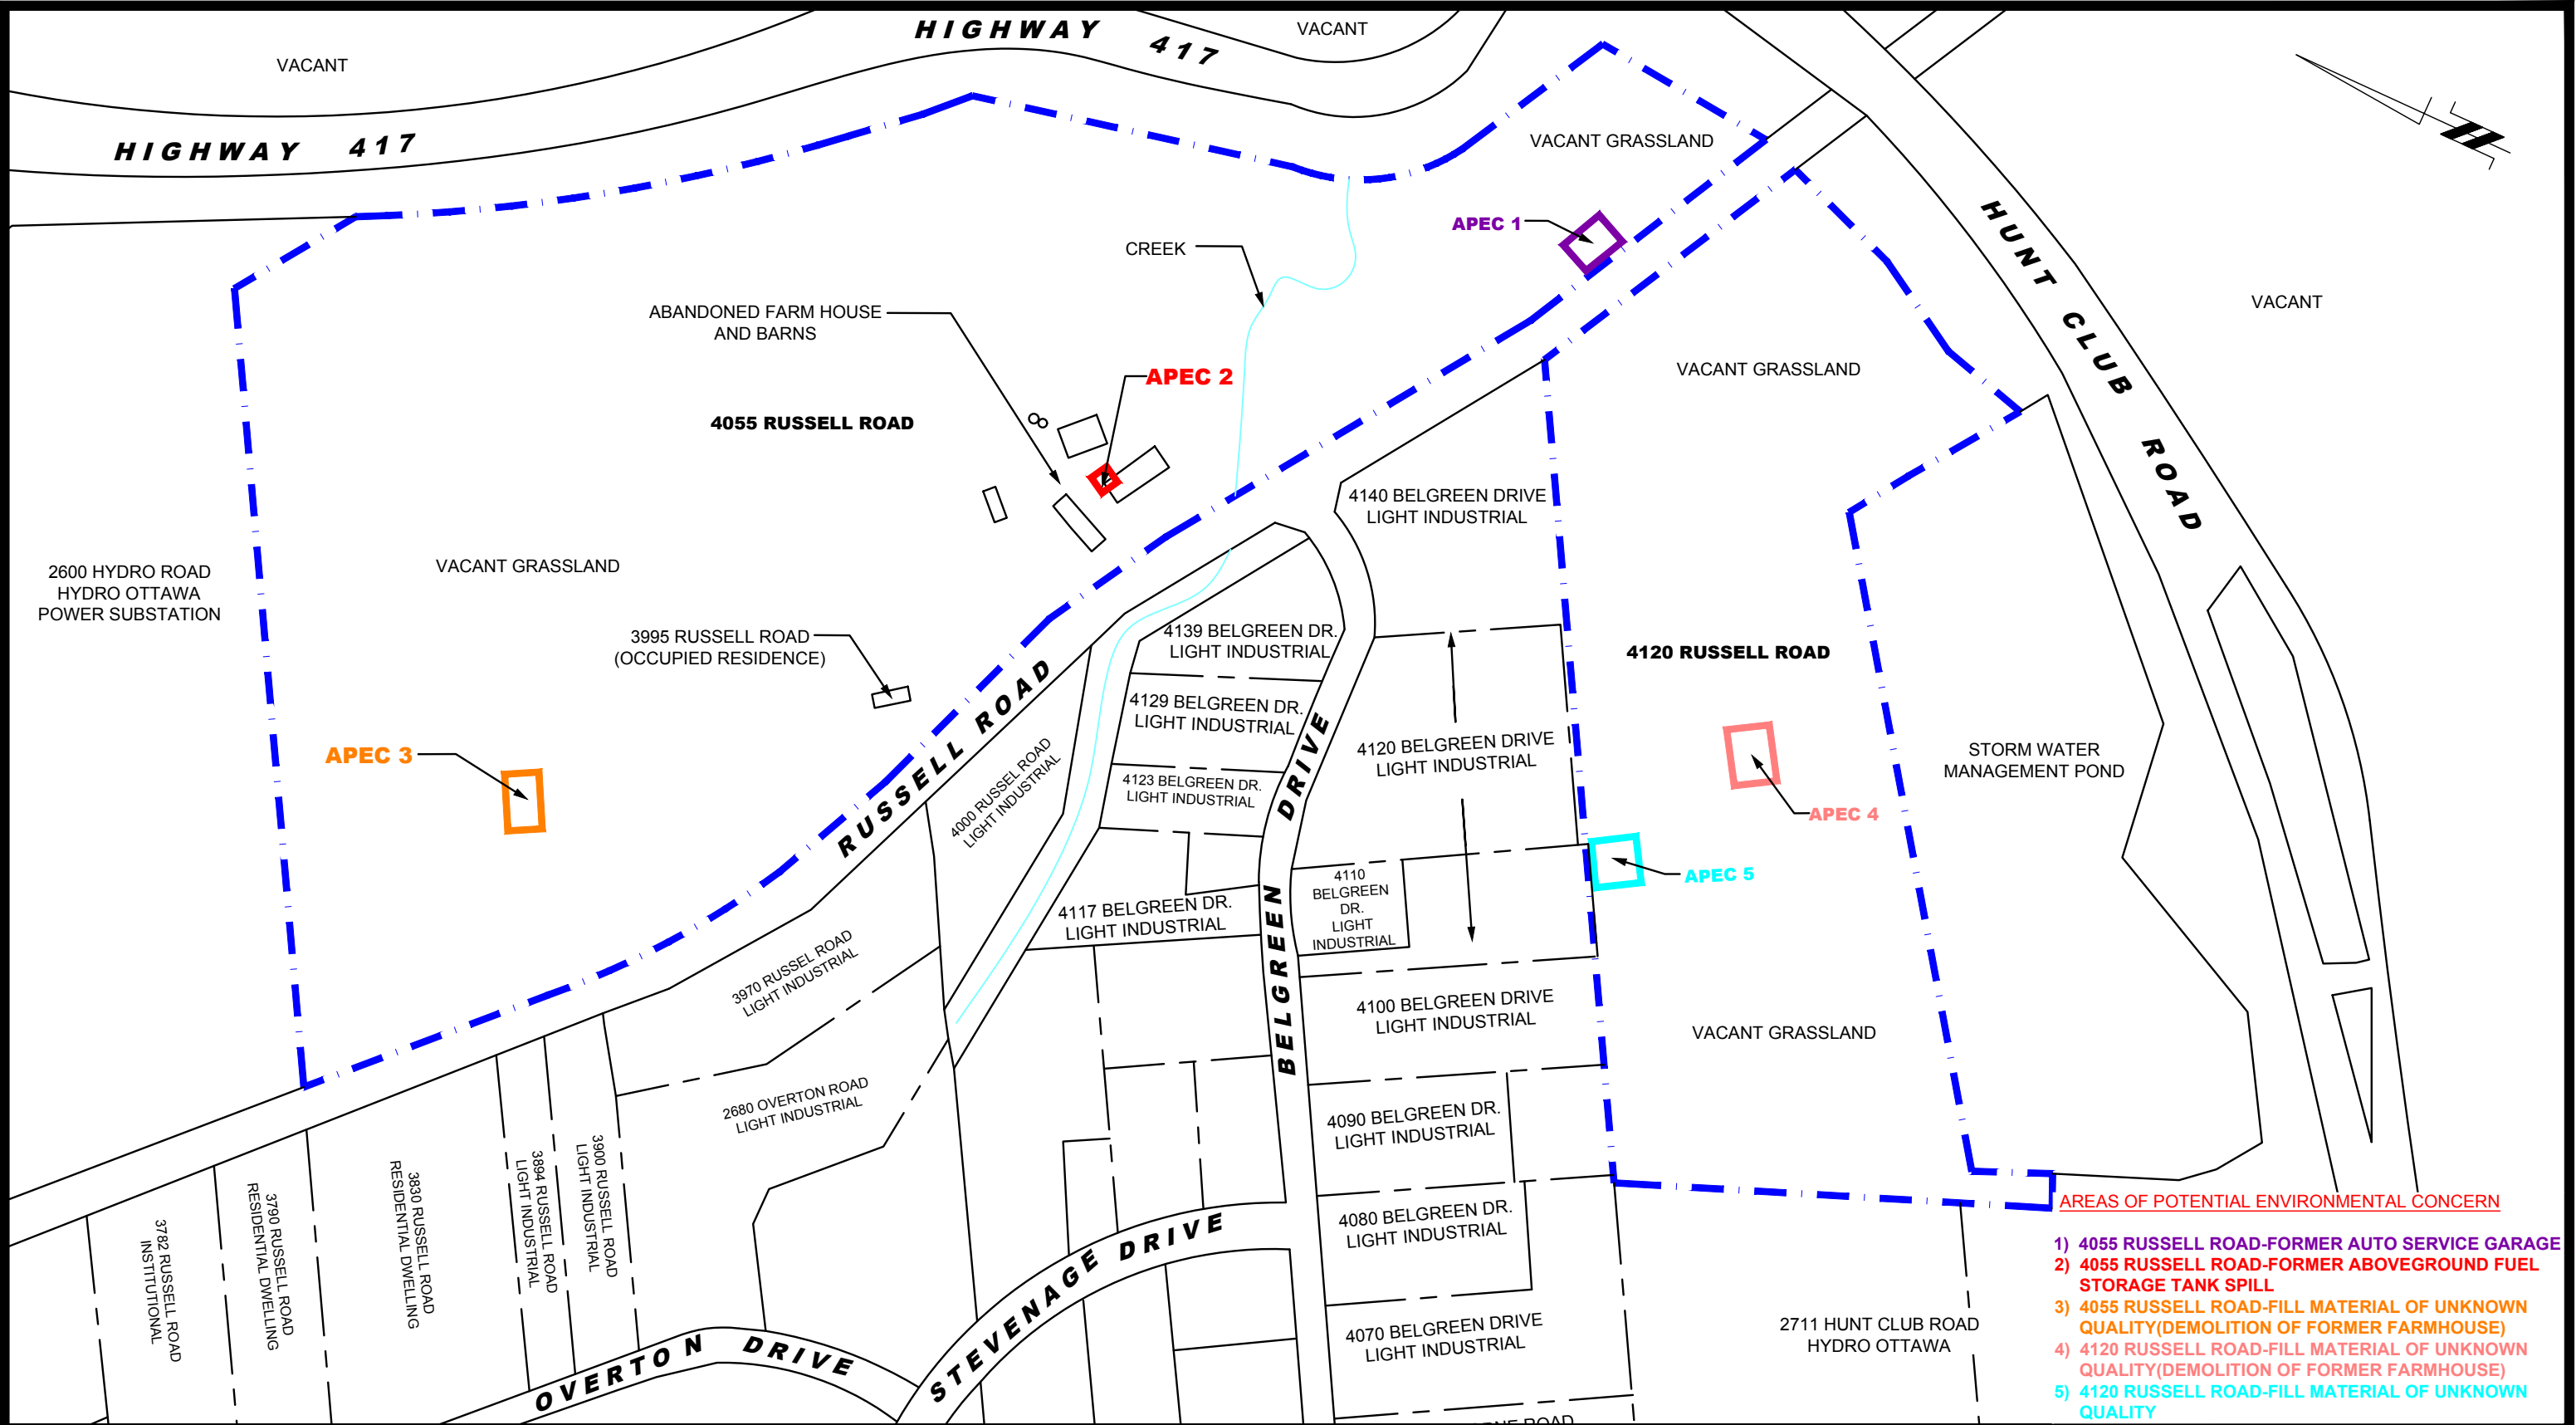 HIGHWAY 417
VACANT
VACANT
HIGHWAY 417
VACANT GRASSLAND
APEC 1
HUNT CLUB ROAD
CREEK
VACANT
ABANDONED FARM HOUSE
AND BARNS
APEC 2
VACANT GRASSLAND
4055 RUSSELL ROAD
4140 BELGREEN DRIVE
LIGHT INDUSTRIAL
2600 HYDRO ROAD
HYDRO OTTAWA
POWER SUBSTATION
VACANT GRASSLAND
3995 RUSSELL ROAD
(OCCUPIED RESIDENCE)
4139 BELGREEN DR.
LIGHT INDUSTRIAL
4120 RUSSELL ROAD
RUSSELL ROAD
4129 BELGREEN DR.
LIGHT INDUSTRIAL
4120 BELGREEN DRIVE
LIGHT INDUSTRIAL
STORM WATER
MANAGEMENT POND
APEC 3
4000 RUSSEL ROAD
LIGHT INDUSTRIAL
4123 BELGREEN DR.
LIGHT INDUSTRIAL
BELGREEN DRIVE
APEC 4
APEC 5
4110
BELGREEN
DR.
LIGHT
INDUSTRIAL
4117 BELGREEN DR.
LIGHT INDUSTRIAL
3970 RUSSEL ROAD
LIGHT INDUSTRIAL
4100 BELGREEN DRIVE
LIGHT INDUSTRIAL
VACANT GRASSLAND
2680 OVERTON ROAD
LIGHT INDUSTRIAL
4090 BELGREEN DR.
LIGHT INDUSTRIAL
3782 RUSSELL ROAD
INSTITUTIONAL
3790 RUSSELL ROAD
RESIDENTIAL DWELLING
3830 RUSSELL ROAD
RESIDENTIAL DWELLING
3894 RUSSELL ROAD
LIGHT INDUSTRIAL
3900 RUSSELL ROAD
LIGHT INDUSTRIAL
4080 BELGREEN DR.
LIGHT INDUSTRIAL
STEVENAGE DRIVE
OVERTON DRIVE
4070 BELGREEN DRIVE
LIGHT INDUSTRIAL
2711 HUNT CLUB ROAD
HYDRO OTTAWA
ROAD
AREAS OF POTENTIAL ENVIRONMENTAL CONCERN
1) 4055 RUSSELL ROAD-FORMER AUTO SERVICE GARAGE
2) 4055 RUSSELL ROAD-FORMER ABOVEGROUND FUEL
STORAGE TANK SPILL
3) 4055 RUSSELL ROAD-FILL MATERIAL OF UNKNOWN
QUALITY(DEMOLITION OF FORMER FARMHOUSE)
4) 4120 RUSSELL ROAD-FILL MATERIAL OF UNKNOWN
QUALITY(DEMOLITION OF FORMER FARMHOUSE)
5) 4120 RUSSELL ROAD-FILL MATERIAL OF UNKNOWN
QUALITY